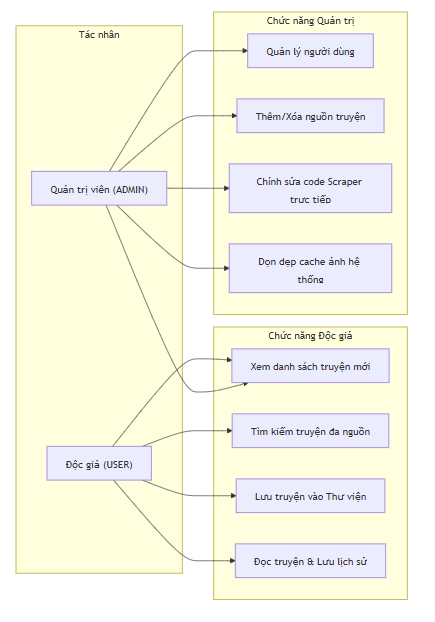 Tác nhân
Quản trị viên (ADMIN)
Độc giả (USER)
Chức năng Quản trị
Quản lý người dùng
Thêm/Xóa nguồn truyện
Chỉnh sửa code Scraper
trực tiếp
Dọn dẹp cache ảnh hệ
thống
Chức năng Độc giả
Xem danh sách truyện mới
Tìm kiếm truyện đa nguồn
Lưu truyện vào Thư viện
Đọc truyện & Lưu lịch sử